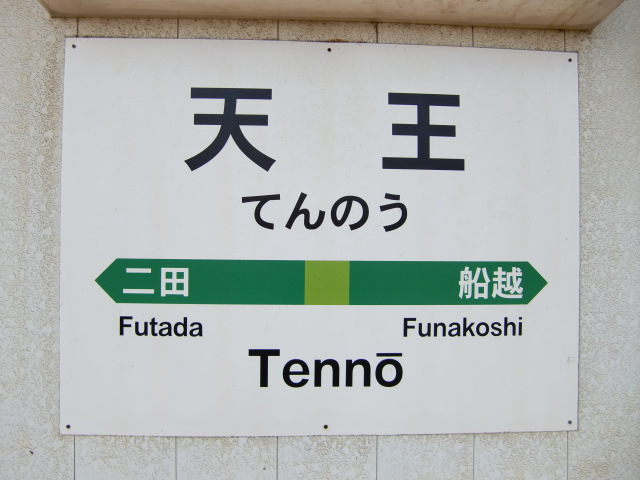 天王
てんのう
二田 船越
Futada Funakoshi
Tennō